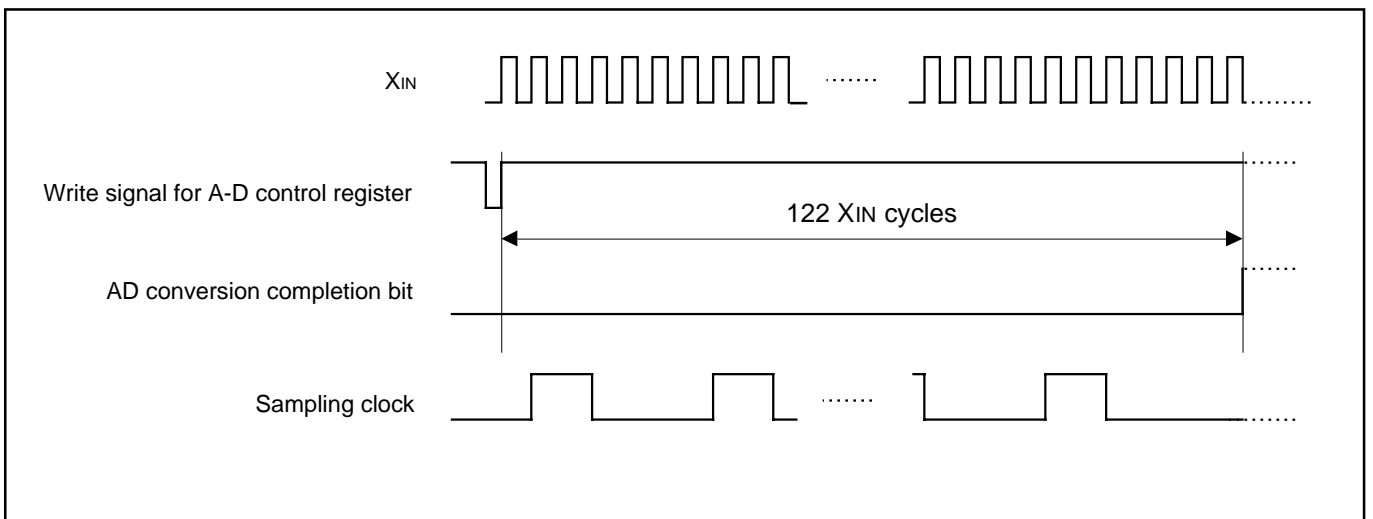 XIN
Write signal for A-D control register
122 XIN cycles
AD conversion completion bit
Sampling clock